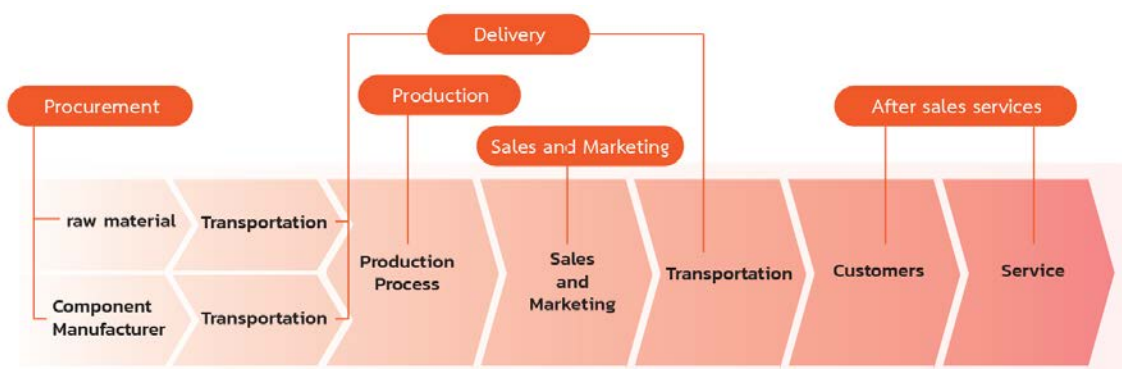 Delivery
Procurement
Production
After sales services
Sales and Marketing
raw material
Transportation
Component
Manufacturer
Transportation
Production
Process
Sales
and
Marketing
Transportation
Customers
Service